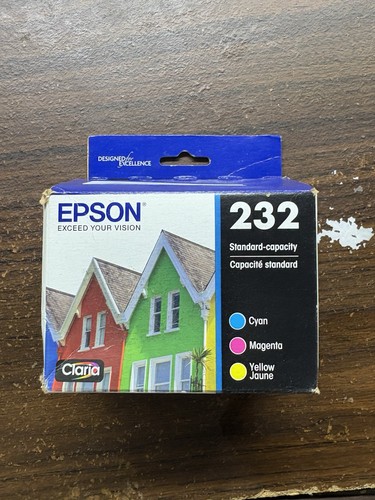 DESIGNED for
EXCELLENCE
EPSON®
EXCEED YOUR VISION
232
Standard-capacity
Capacité standard
Cyan
Magenta
Yellow
Jaune
Claria